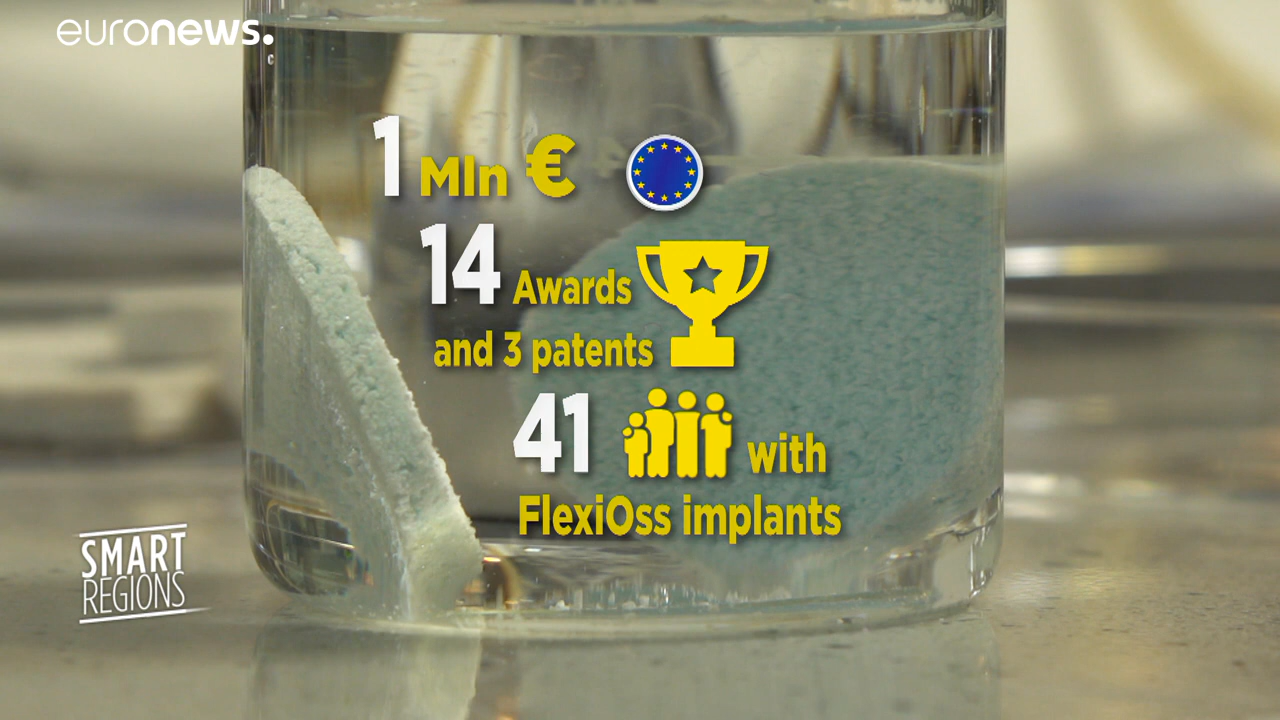 euronews.
1 Mln €
14 Awards
and 3 patents
41 with
FlexiOss implants
SMART
REGIONS